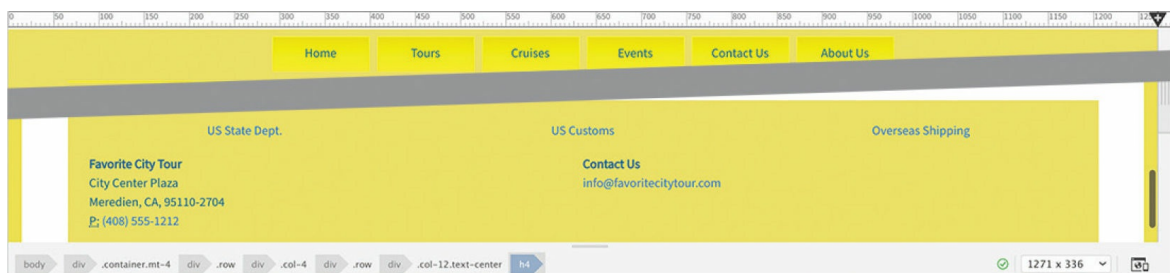 0 50 100 150 200 250 300 350 400 450 500 550 600 650 700 750 800 850 900 950 1000 1050 1100 1150 1200
Home Tours Cruises Events Contact Us About Us
US State Dept. US Customs Overseas Shipping
Favorite City Tour Contact Us
City Center Plaza info@favoritecitytour.com
Meredien, CA, 95110-2704
P: (408) 555-1212
body div .container.mt-4 div .row div .col-4 div .row div .col-12.text-center h4 1271 x 336